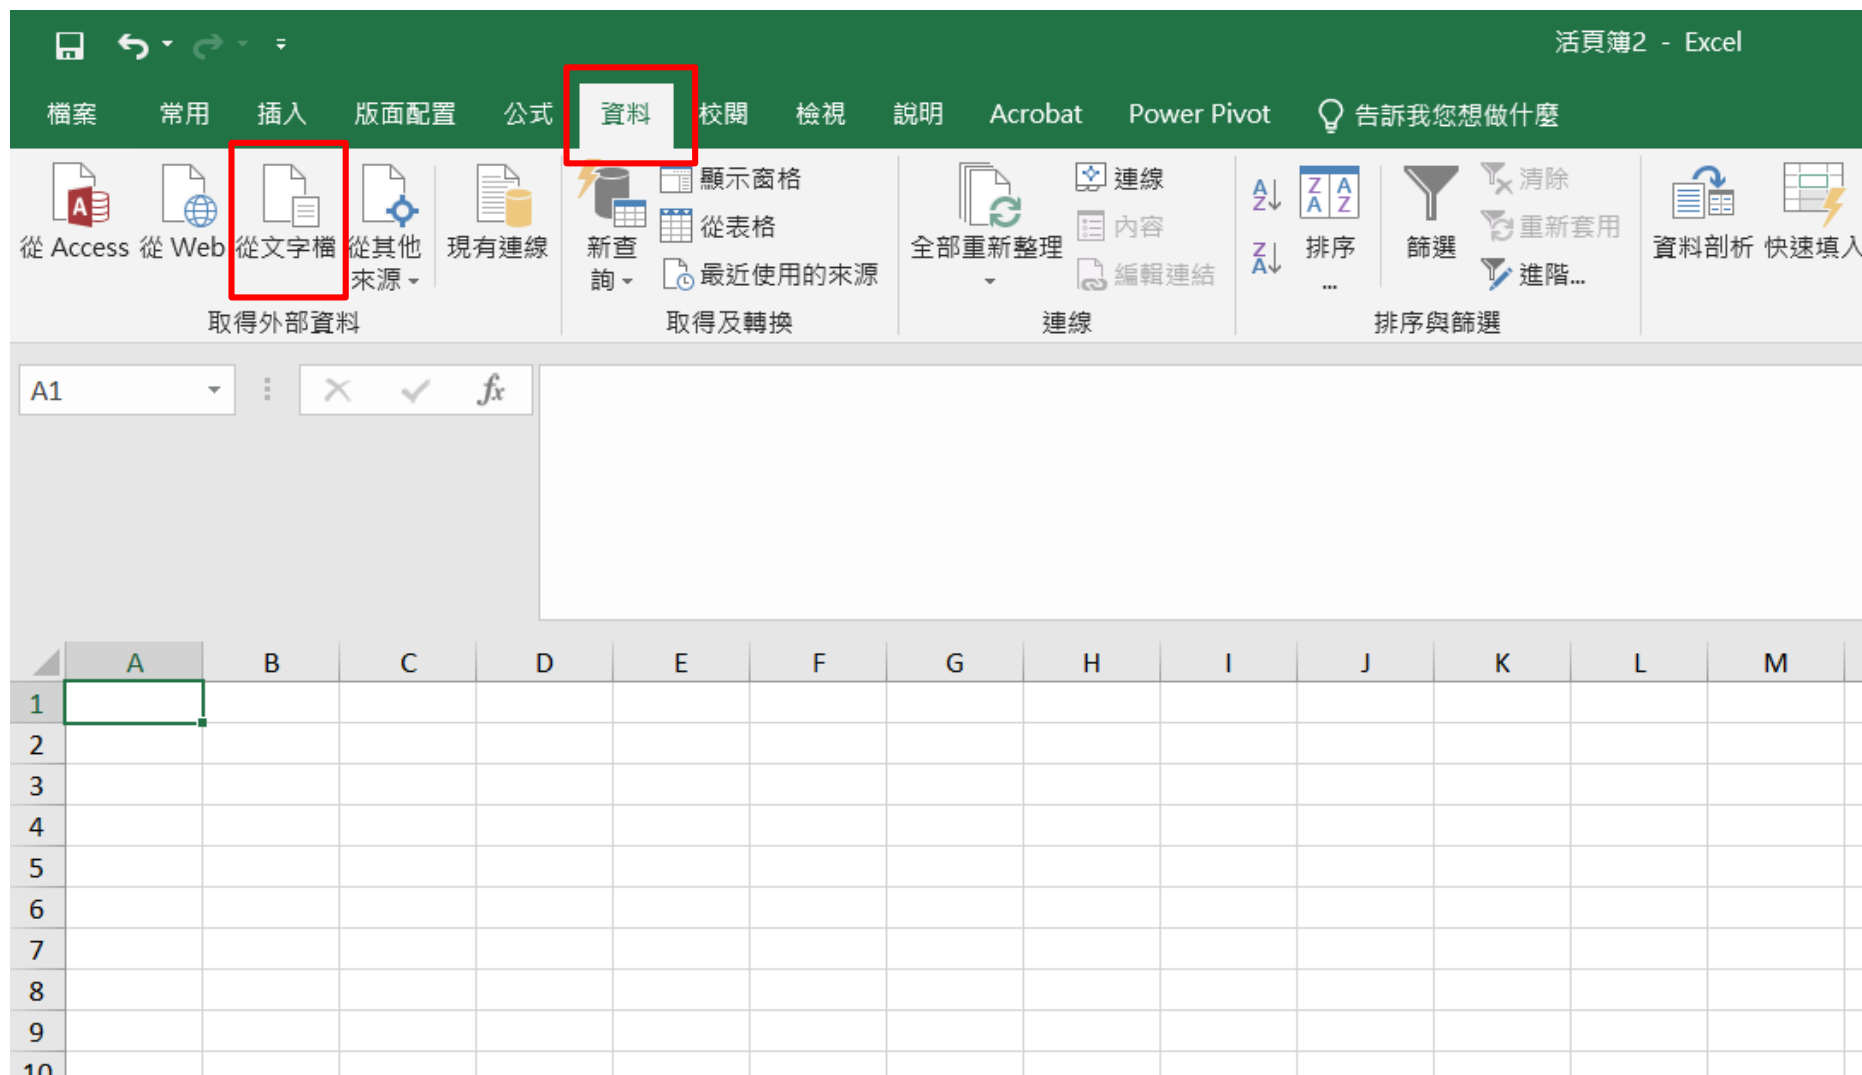 活頁簿2 - Excel
檔案 常用 插入 版面配置 公式 資料 校閱 檢視 說明 Acrobat Power Pivot 告訴我您想做什麼
從 Access 從 Web 從文字檔 從其他來源 現有連線 新查詢 顯示窗格 從表格 最近使用的來源 全部重新整理 連線 內容 編輯連結 排序... 篩選 清除 重新套用 進階... 資料剖析 快速填入
取得外部資料 取得及轉換 連線 排序與篩選
A1 fx
A B C D E F G H I J K L M
1
2
3
4
5
6
7
8
9
10